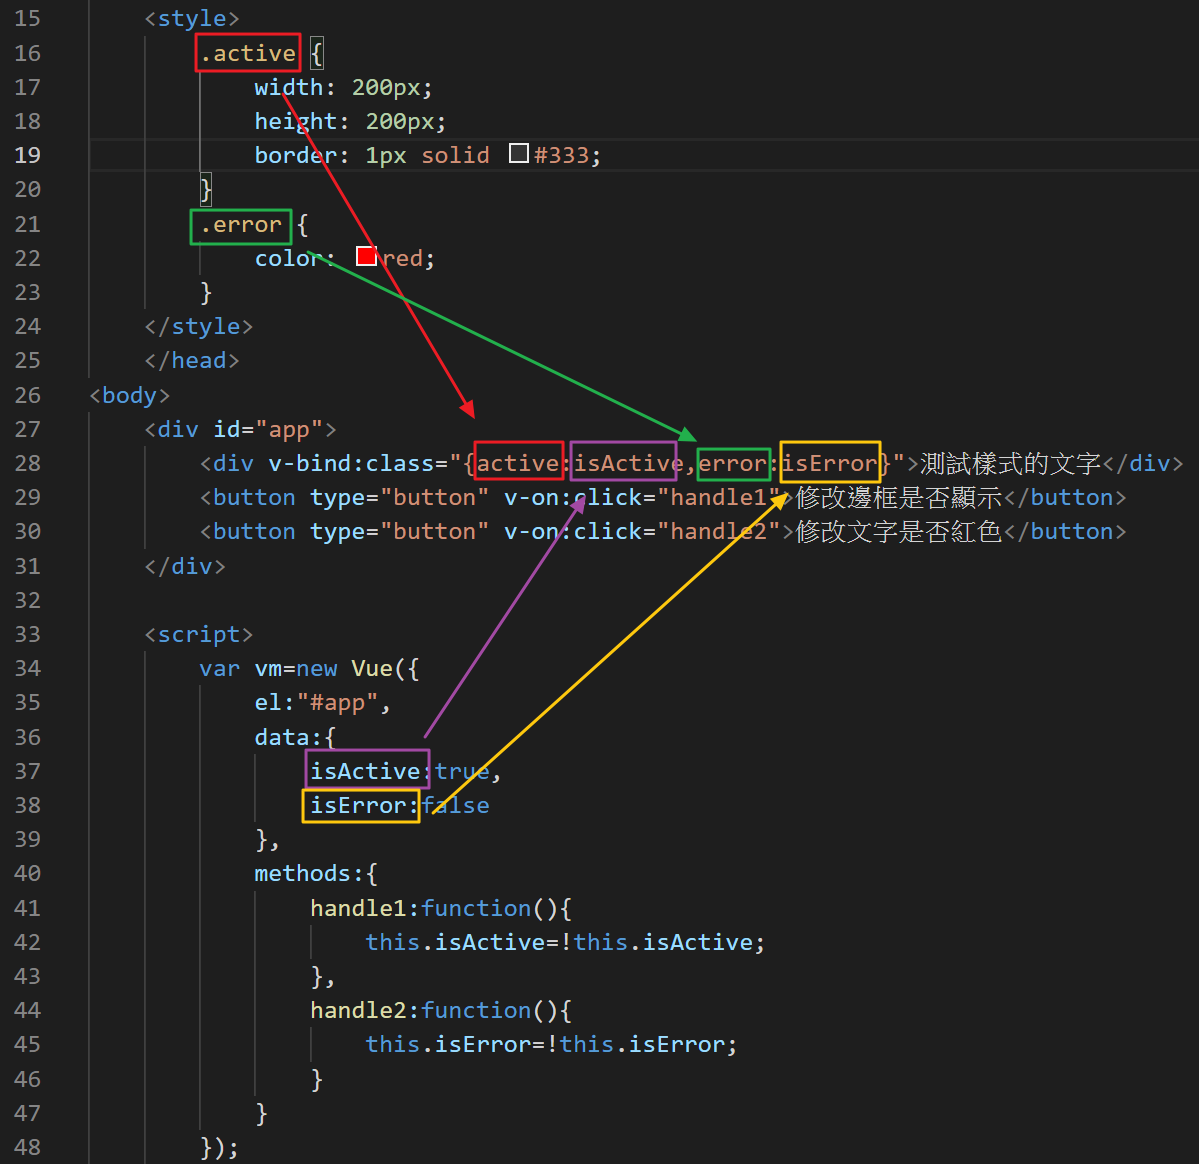 15 <style>
16 .active {
17 width: 200px;
18 height: 200px;
19 border: 1px solid #333;
20 }
21 .error {
22 color: red;
23 }
24 </style>
25 </head>
26 <body>
27 <div id="app">
28 <div v-bind:class="{active:isActive,error:isError}">測試樣式的文字</div>
29 <button type="button" v-on:click="handle1">修改邊框是否顯示</button>
30 <button type="button" v-on:click="handle2">修改文字是否紅色</button>
31 </div>
32
33 <script>
34 var vm=new Vue({
35 el:"#app",
36 data:{
37 isActive:true,
38 isError:false
39 },
40 methods:{
41 handle1:function(){
42 this.isActive=!this.isActive;
43 },
44 handle2:function(){
45 this.isError=!this.isError;
46 }
47 }
48 });